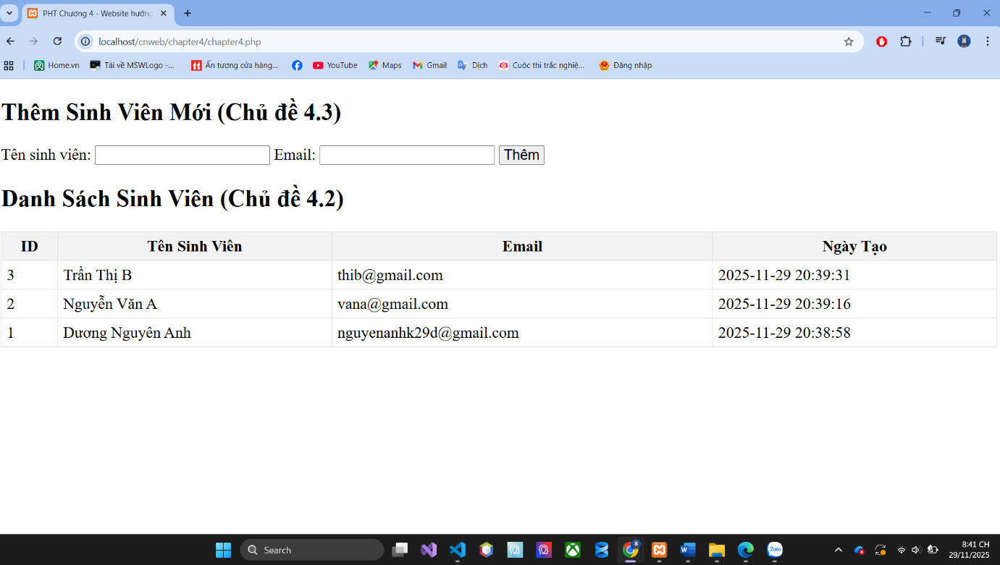 PHT Chương 4 - Website hướng
localhost/cnweb/chapter4/chapter4.php
Home.vn Tải về MSWLogo -... Ấn tượng cửa hàng... YouTube Maps Gmail Dịch Cuộc thi trắc nghiệ... Đăng nhập
Thêm Sinh Viên Mới (Chủ đề 4.3)
Tên sinh viên: Email: Thêm
Danh Sách Sinh Viên (Chủ đề 4.2)
ID Tên Sinh Viên Email Ngày Tạo
3 Trần Thị B thib@gmail.com 2025-11-29 20:39:31
2 Nguyễn Văn A vana@gmail.com 2025-11-29 20:39:16
1 Dương Nguyên Anh nguyenanhk29d@gmail.com 2025-11-29 20:38:58
Search Zalo 8:41 CH
29/11/2025